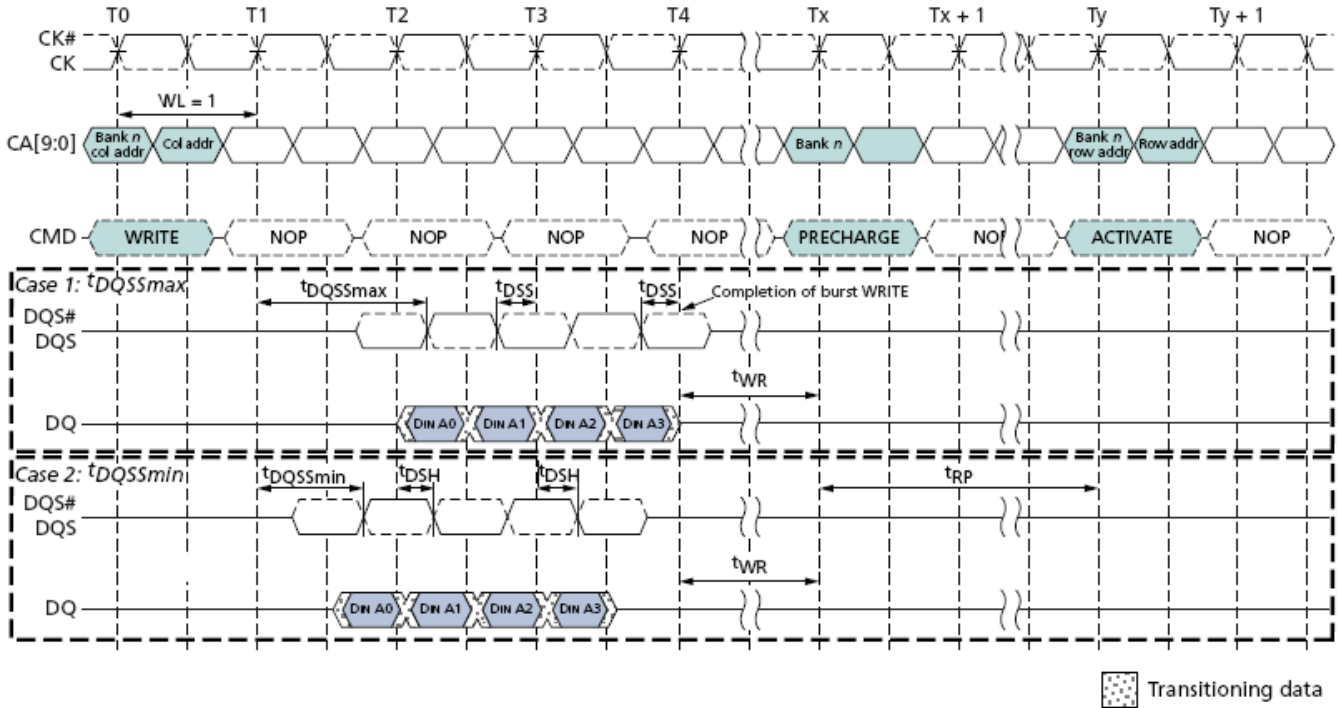 T0 T1 T2 T3 T4 Tx Tx + 1 Ty Ty + 1
CK#
CK
WL = 1
CA[9:0]
Bank n
col addr
Col addr
Bank n
Bank n
row addr
Row addr
CMD WRITE NOP NOP NOP NOP PRECHARGE NOP ACTIVATE NOP
Case 1: tDQSSmax
tDQSSmax tDSS tDSS Completion of burst WRITE
DQS#
DQS
tWR
DQ DIN A0 DIN A1 DIN A2 DIN A3
Case 2: tDQSSmin
tDQSSmin tDSH tDSH tRP
DQS#
DQS
tWR
DQ DIN A0 DIN A1 DIN A2 DIN A3
Transitioning data